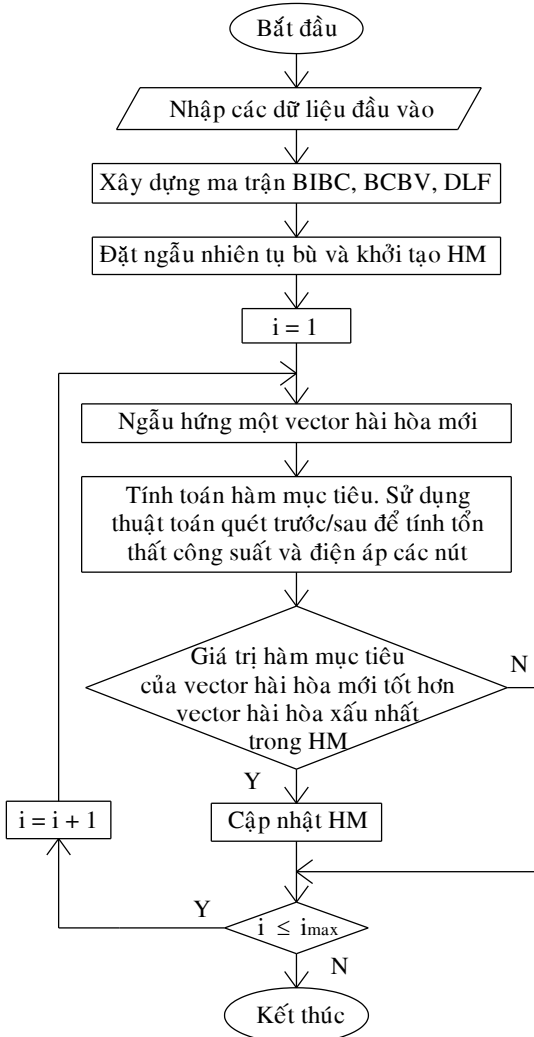 Bắt đầu
Nhập các dữ liệu đầu vào
Xây dựng ma trận BIBC, BCBV, DLF
Đặt ngẫu nhiên tụ bù và khởi tạo HM
i = 1
Ngẫu hứng một vector hài hòa mới
Tính toán hàm mục tiêu. Sử dụng
thuật toán quét trước/sau để tính tổn
thất công suất và điện áp các nút
Giá trị hàm mục tiêu
của vector hài hòa mới tốt hơn
vector hài hòa xấu nhất
trong HM
N
Y
i = i + 1
Cập nhật HM
Y
i ≤ imax
N
Kết thúc